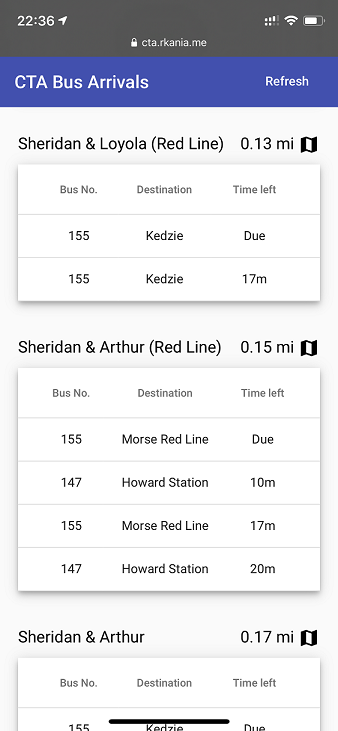 22:36
cta.rkania.me
CTA Bus Arrivals Refresh
Sheridan & Loyola (Red Line) 0.13 mi
Bus No. Destination Time left
155 Kedzie Due
155 Kedzie 17m
Sheridan & Arthur (Red Line) 0.15 mi
Bus No. Destination Time left
155 Morse Red Line Due
147 Howard Station 10m
155 Morse Red Line 17m
147 Howard Station 20m
Sheridan & Arthur 0.17 mi
Bus No. Destination Time left
155 Kedzie Due